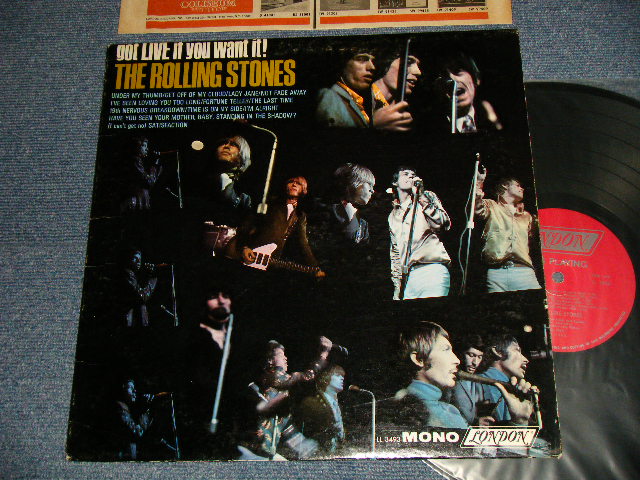 COLISEUM
got LIVE if you want it!
THE ROLLING STONES
UNDER MY THUMB/GET OFF OF MY CLOUD/LADY JANE/NOT FADE AWAY
I'VE BEEN LOVING YOU TOO LONG/FORTUNE TELLER/THE LAST TIME
19th NERVOUS BREAKDOWN/TIME IS ON MY SIDE/I'M ALRIGHT
HAVE YOU SEEN YOUR MOTHER, BABY, STANDING IN THE SHADOW?
(I can't get no) SATISFACTION
LONDON
PLAYING
LL 3493 MONO LONDON